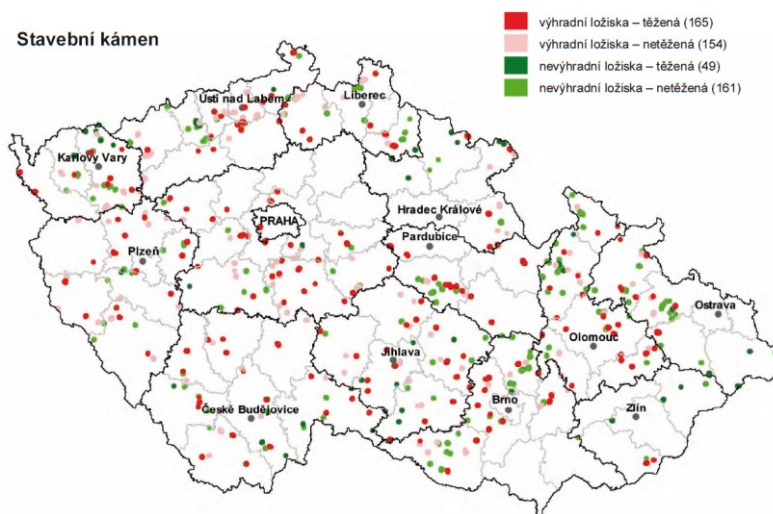 Stavební kámen
výhradní ložiska – těžená (165)
výhradní ložiska – netěžená (154)
nevýhradní ložiska – těžená (49)
nevýhradní ložiska – netěžená (161)
Ústí nad Labem
Liberec
Karlovy Vary
Hradec Králové
PRAHA
Pardubice
Plzeň
Ostrava
Olomouc
Jihlava
Brno
Zlín
České Budějovice